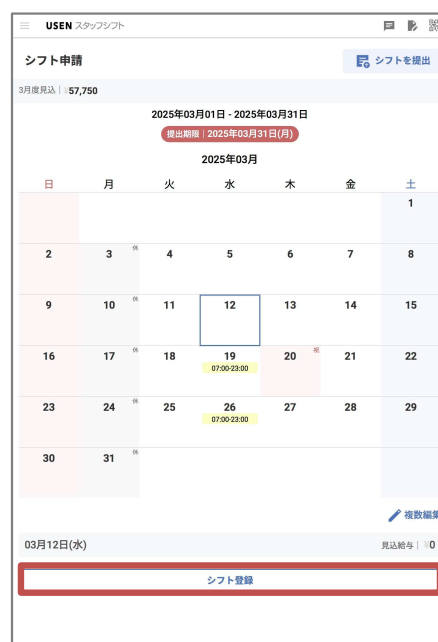 USEN スタッフシフト
シフト申請
シフトを提出
3月度見込 | ¥57,750
2025年03月01日 - 2025年03月31日
提出期限 | 2025年03月31日(月)
2025年03月
日 月 火 水 木 金 土
1
休
2 3 4 5 6 7 8
休
9 10 11 12 13 14 15
休 祝
16 17 18 19 20 21 22
07:00-23:00
休
23 24 25 26 27 28 29
07:00-23:00
休
30 31
複数編集
03月12日(水) 見込給与 | ¥0
シフト登録